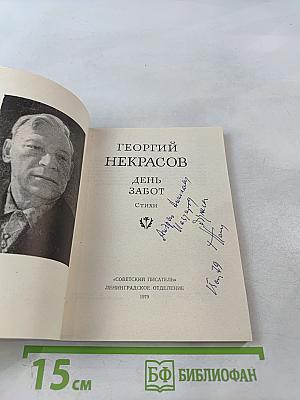 ГЕОРГИЙ
НЕКРАСОВ
ДЕНЬ
ЗАБОТ
Стихи
«СОВЕТСКИЙ ПИСАТЕЛЬ»
ЛЕНИНГРАДСКОЕ ОТДЕЛЕНИЕ
1979
15 см
БФ БИБЛИОФАН